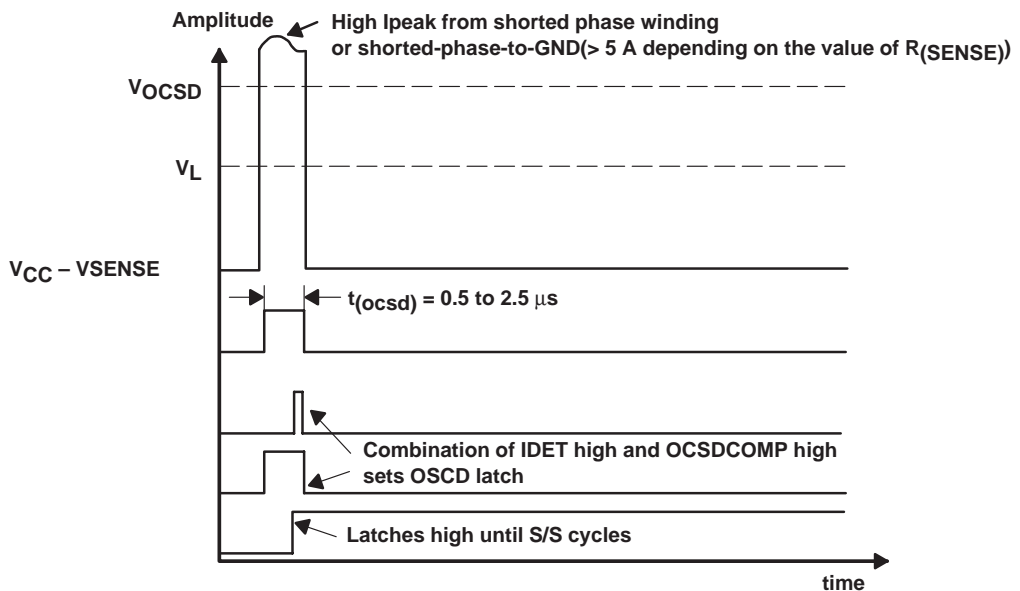 Amplitude
High Ipeak from shorted phase winding
or shorted-phase-to-GND(> 5 A depending on the value of R(SENSE))
VOCSD
VL
VCC – VSENSE
t(ocsd) = 0.5 to 2.5 μs
Combination of IDET high and OCSDCOMP high
sets OSCD latch
Latches high until S/S cycles
time